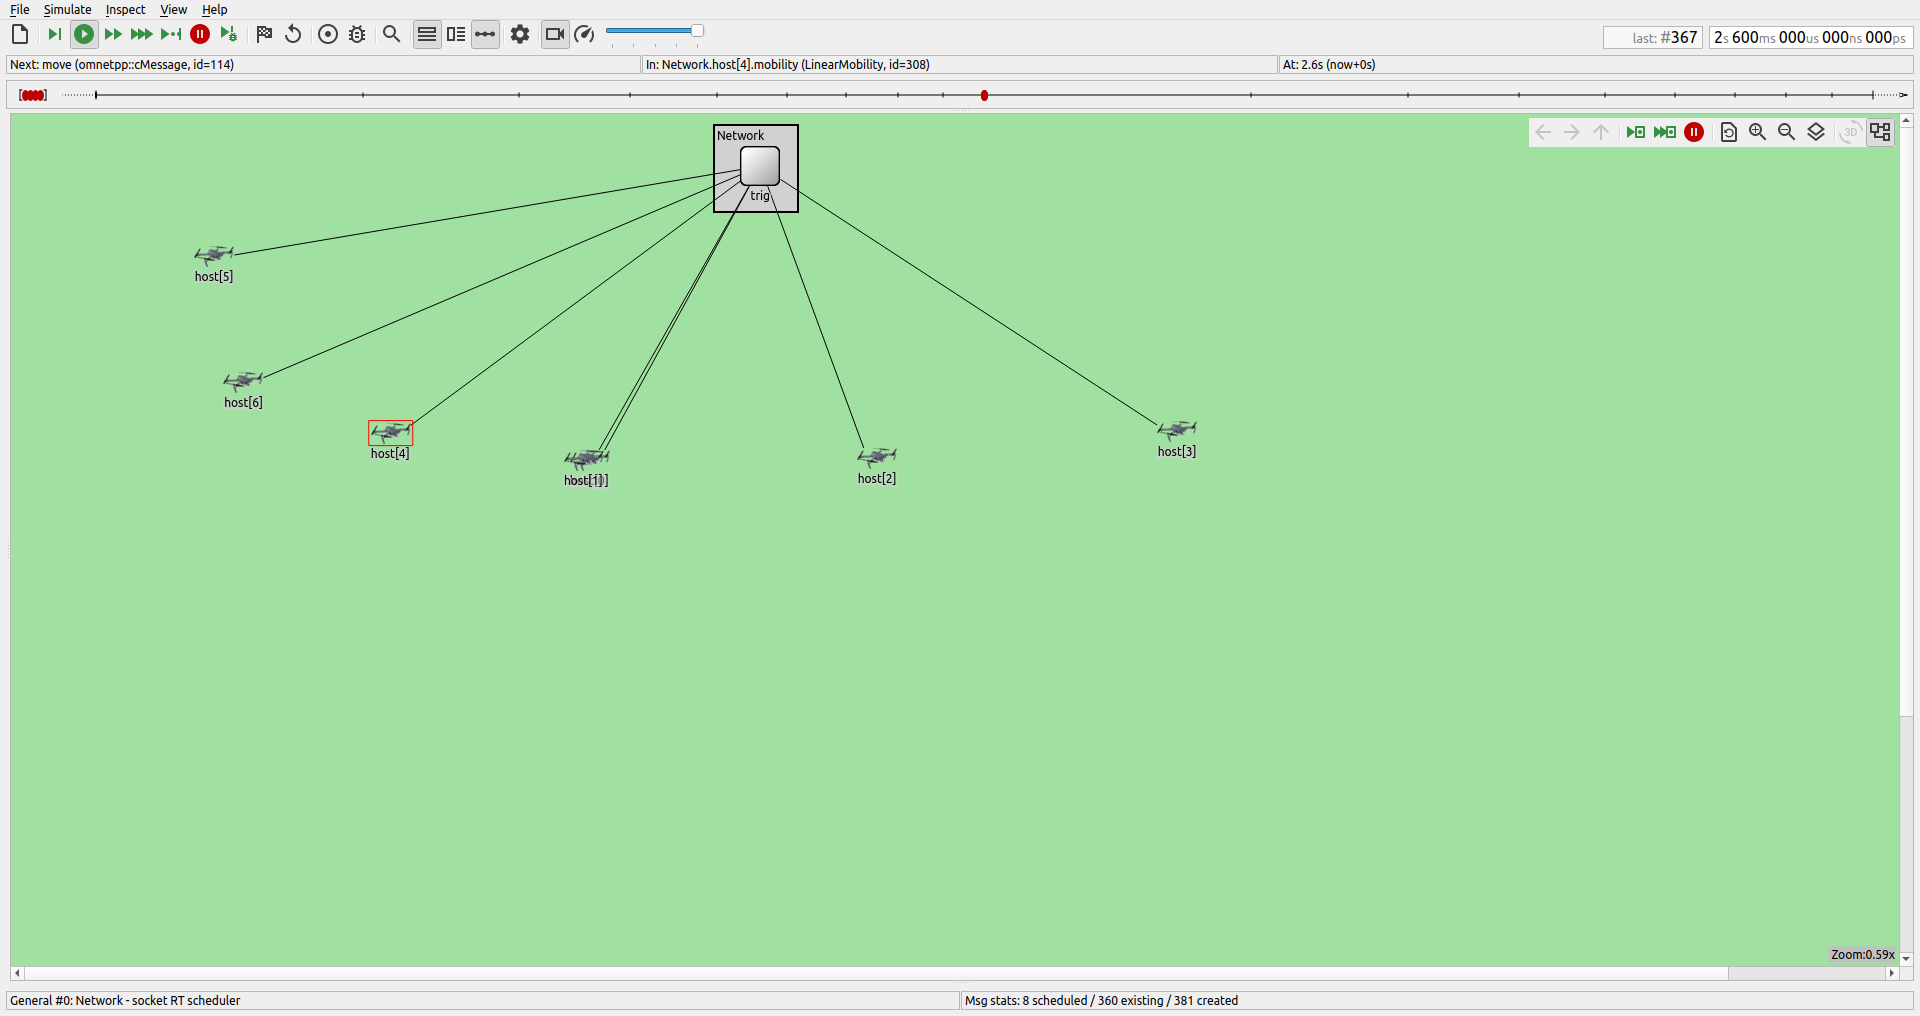 File Simulate Inspect View Help
last: #367 2s 600ms 000us 000ns 000ps
Next: move (omnetpp::cMessage, id=114) In: Network.host[4].mobility (LinearMobility, id=308) At: 2.6s (now+0s)
3D
Network
trig
host[5]
host[6]
host[4]
host[1]
host[2]
host[3]
Zoom:0.59x
General #0: Network - socket RT scheduler Msg stats: 8 scheduled / 360 existing / 381 created